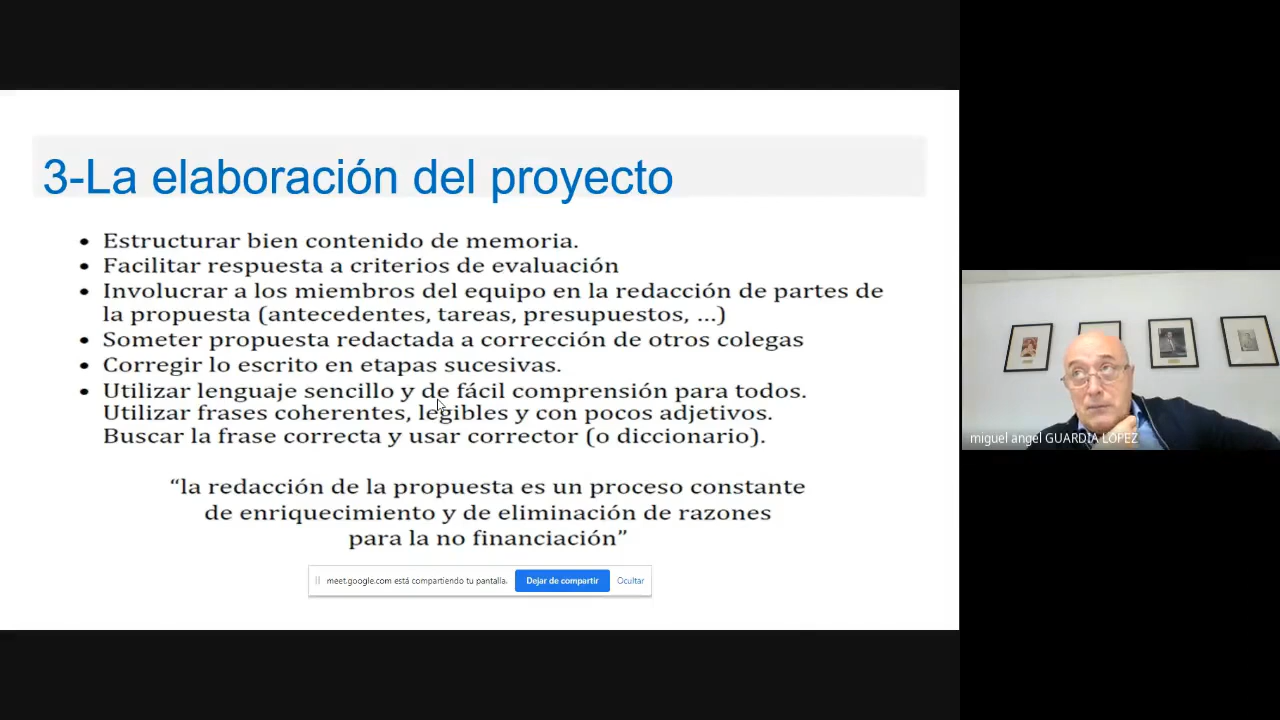 3-La elaboración del proyecto
• Estructurar bien contenido de memoria.
• Facilitar respuesta a criterios de evaluación
• Involucrar a los miembros del equipo en la redacción de partes de
la propuesta (antecedentes, tareas, presupuestos, ...)
• Someter propuesta redactada a corrección de otros colegas
• Corregir lo escrito en etapas sucesivas.
• Utilizar lenguaje sencillo y de fácil comprensión para todos.
Utilizar frases coherentes, legibles y con pocos adjetivos.
Buscar la frase correcta y usar corrector (o diccionario).
“la redacción de la propuesta es un proceso constante
de enriquecimiento y de eliminación de razones
para la no financiación”
meet.google.com está compartiendo tu pantalla. Dejar de compartir Ocultar
miguel angel GUARDIA LOPEZ